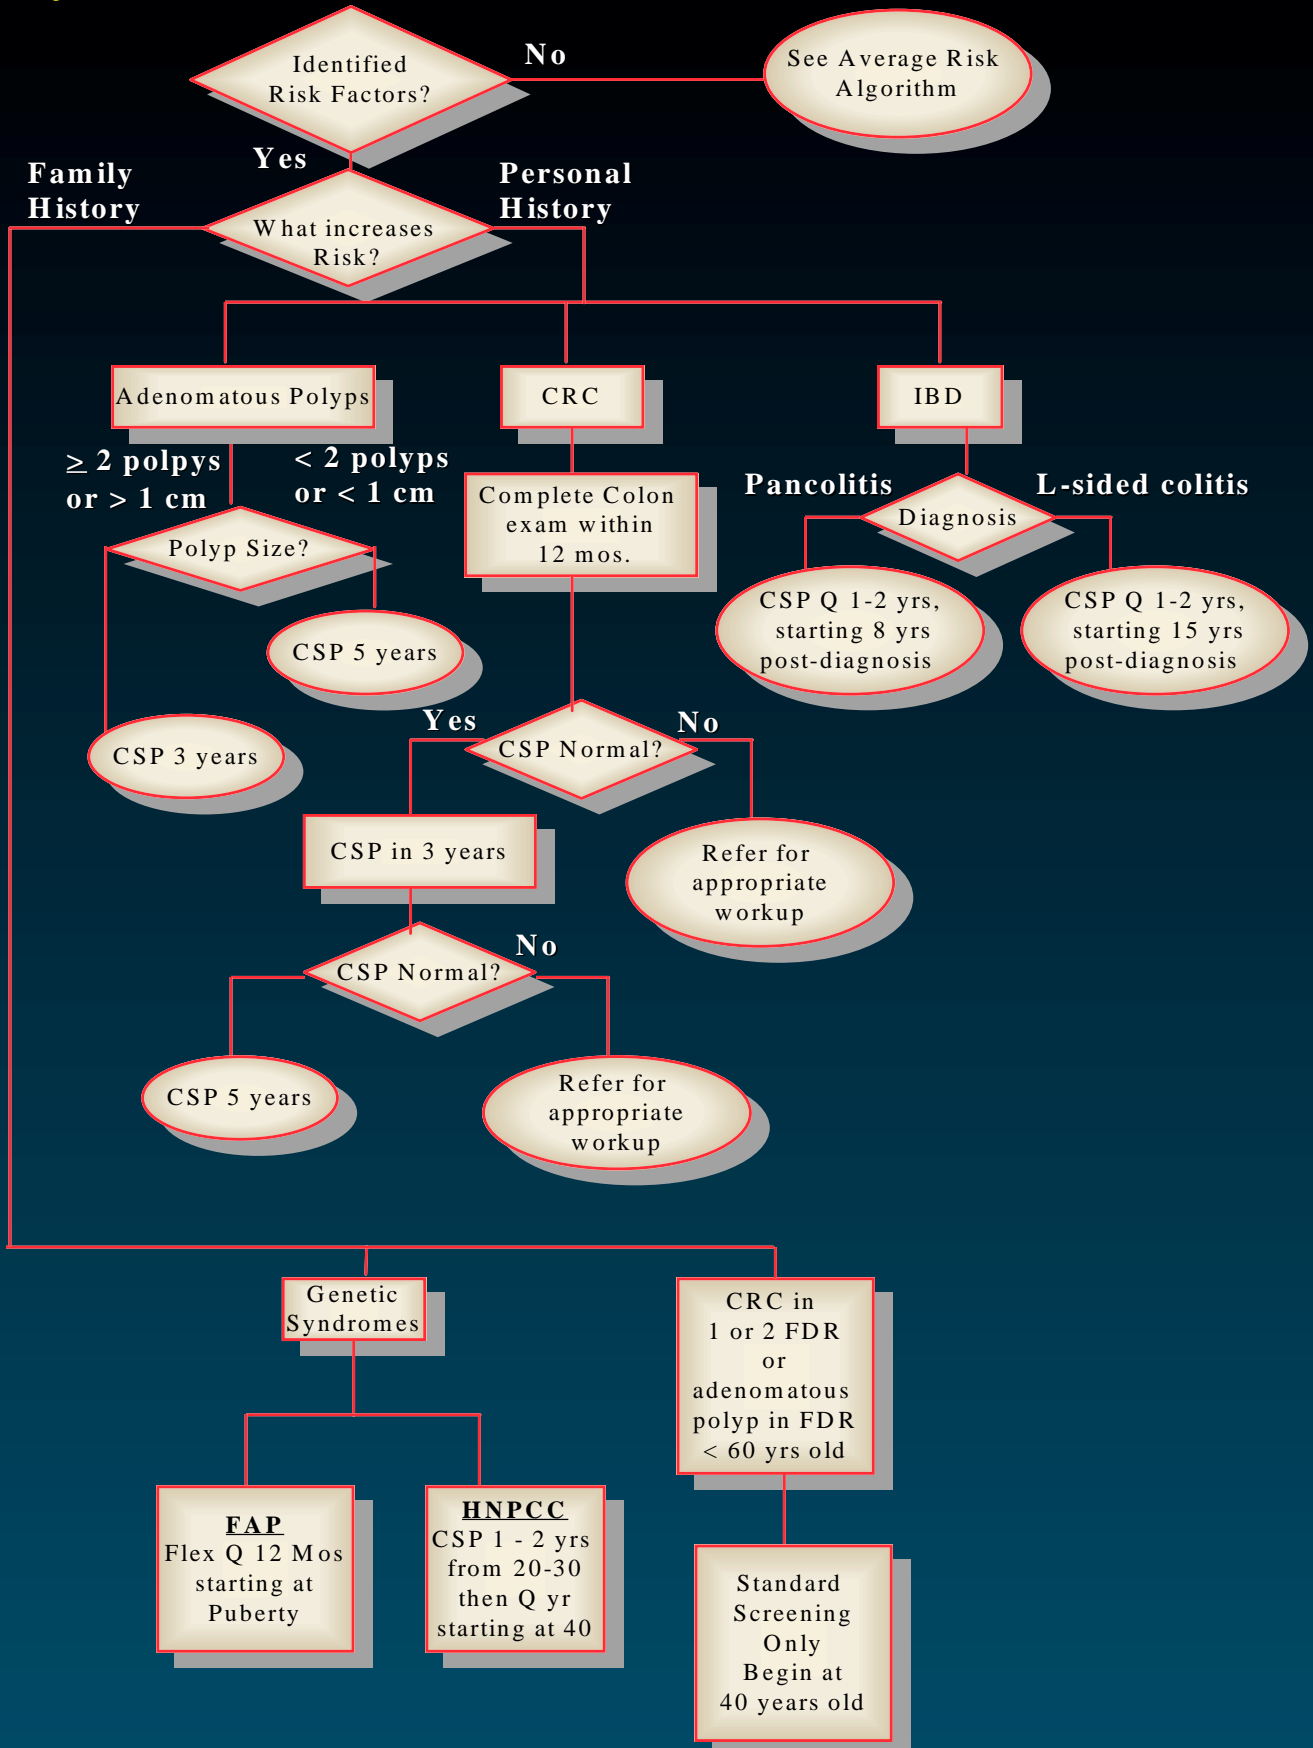 Identified
Risk Factors?
No
See Average Risk
Algorithm
Yes
Family
History
Personal
History
What increases
Risk?
Adenomatous Polyps
CRC
IBD
≥ 2 polpys
or > 1 cm
< 2 polyps
or < 1 cm
Complete Colon
exam within
12 mos.
Pancolitis
L-sided colitis
Diagnosis
Polyp Size?
CSP 5 years
CSP Q 1-2 yrs,
starting 8 yrs
post-diagnosis
CSP Q 1-2 yrs,
starting 15 yrs
post-diagnosis
CSP 3 years
Yes
No
CSP Normal?
CSP in 3 years
Refer for
appropriate
workup
No
CSP Normal?
CSP 5 years
Refer for
appropriate
workup
Genetic
Syndromes
CRC in
1 or 2 FDR
or
adenomatous
polyp in FDR
< 60 yrs old
FAP
Flex Q 12 Mos
starting at
Puberty
HNPCC
CSP 1 - 2 yrs
from 20-30
then Q yr
starting at 40
Standard
Screening
Only
Begin at
40 years old